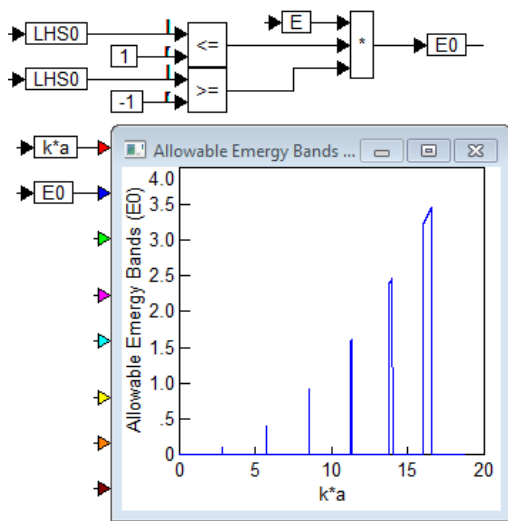 LHS0
<=
E
*
E0
1
LHS0
>=
-1
k*a
Allowable Emergy Bands ...
E0
Allowable Emergy Bands (E0)
4.0
3.5
3.0
2.5
2.0
1.5
1.0
.5
0
0 5 10 15 20
k*a